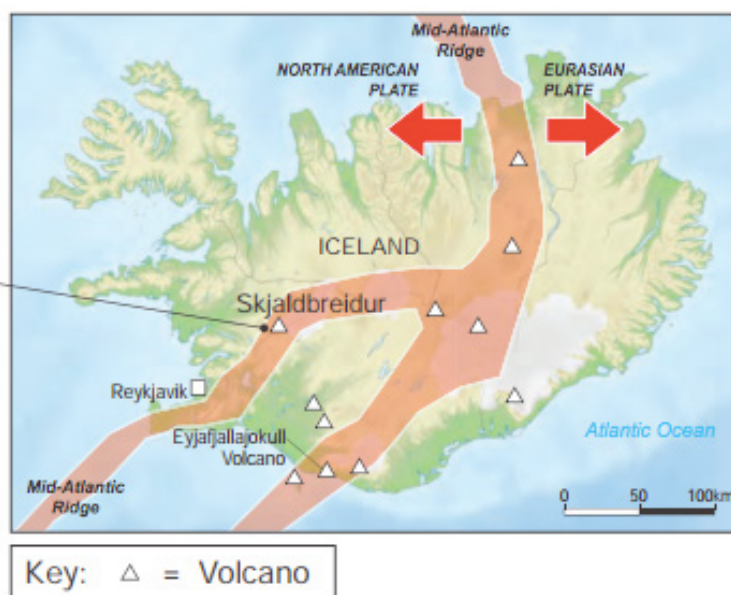 Mid-Atlantic
Ridge
NORTH AMERICAN
PLATE
EURASIAN
PLATE
ICELAND
Skjaldbreidur
Reykjavik
Eyjafjallajokull
Volcano
Atlantic Ocean
Mid-Atlantic
Ridge
0 50 100km
Key: △ = Volcano